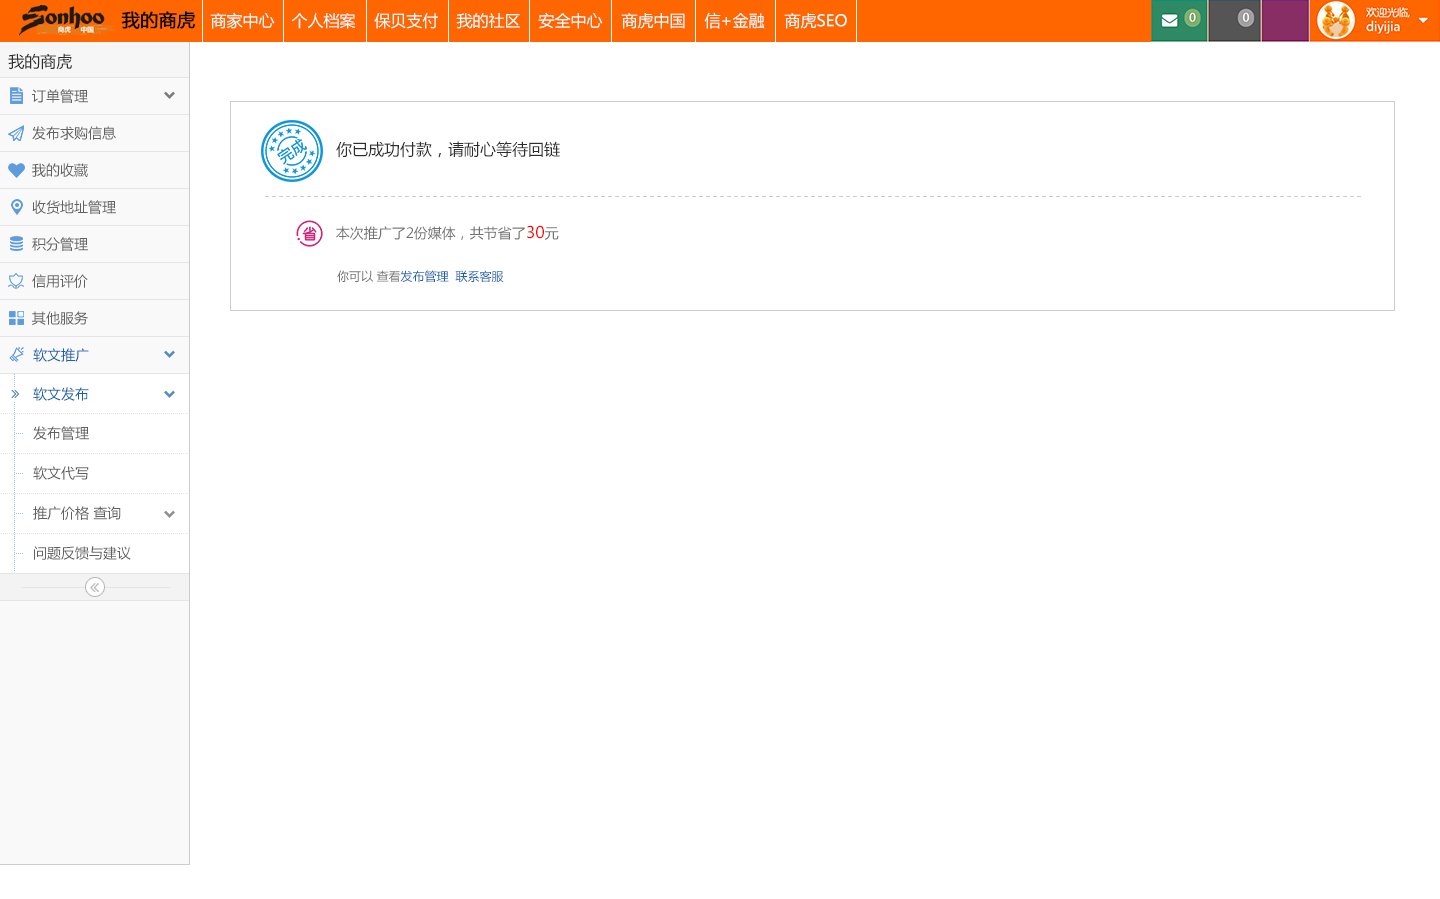 Sonhoo
商虎 中国
我的商虎
商家中心
个人档案
保贝支付
我的社区
安全中心
商虎中国
信+金融
商虎SEO
0
0
欢迎光临,
diyijia
我的商虎
订单管理
发布求购信息
我的收藏
收货地址管理
积分管理
信用评价
其他服务
软文推广
软文发布
发布管理
软文代写
推广价格 查询
问题反馈与建议
完成
你已成功付款，请耐心等待回链
省
本次推广了2份媒体，共节省了30元
你可以 查看发布管理 联系客服